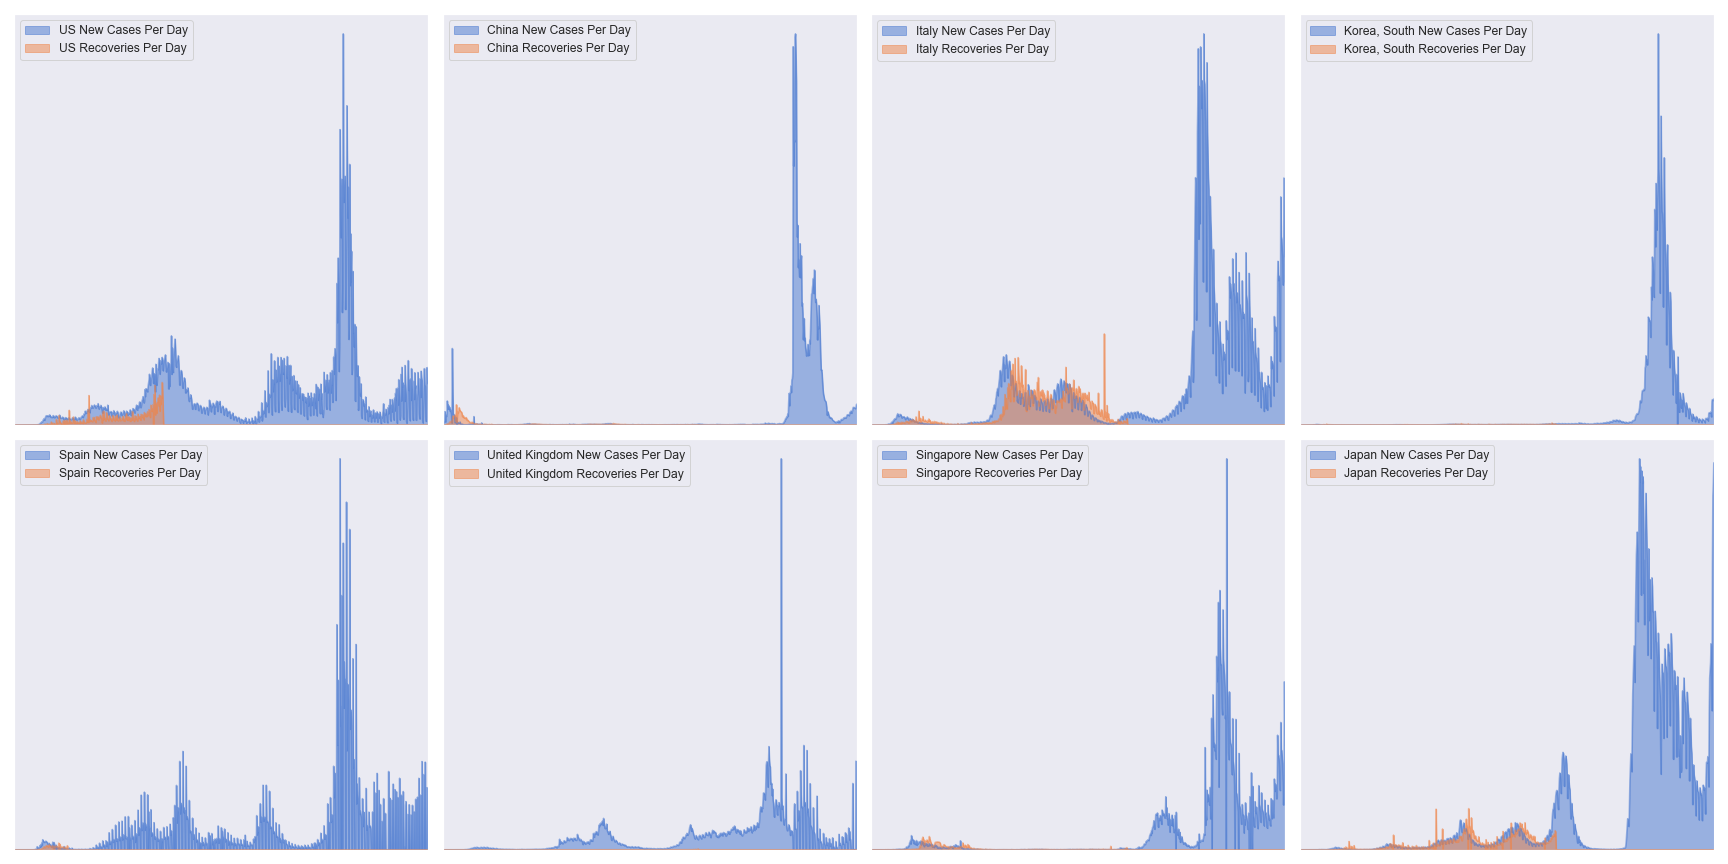 US New Cases Per Day
US Recoveries Per Day
China New Cases Per Day
China Recoveries Per Day
Italy New Cases Per Day
Italy Recoveries Per Day
Korea, South New Cases Per Day
Korea, South Recoveries Per Day
Spain New Cases Per Day
Spain Recoveries Per Day
United Kingdom New Cases Per Day
United Kingdom Recoveries Per Day
Singapore New Cases Per Day
Singapore Recoveries Per Day
Japan New Cases Per Day
Japan Recoveries Per Day